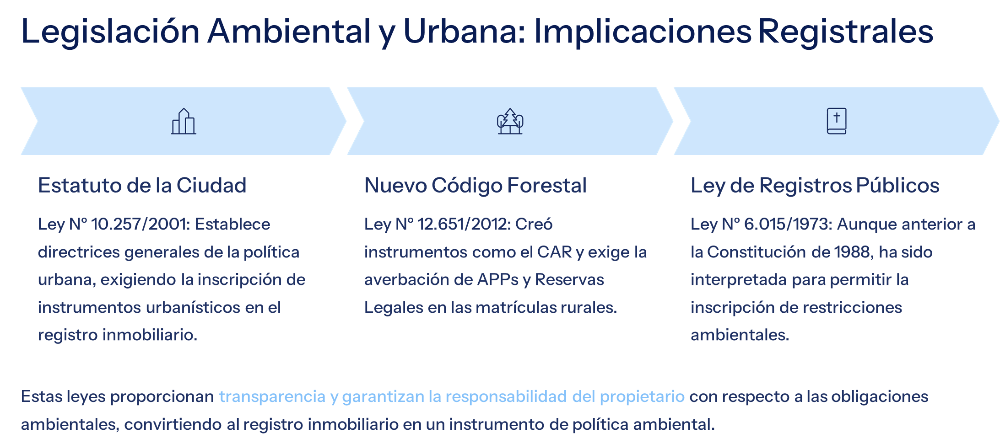 Legislación Ambiental y Urbana: Implicaciones Registrales
Estatuto de la Ciudad
Ley Nº 10.257/2001: Establece
directrices generales de la política
urbana, exigiendo la inscripción de
instrumentos urbanísticos en el
registro inmobiliario.
Nuevo Código Forestal
Ley Nº 12.651/2012: Creó
instrumentos como el CAR y exige la
averbación de APPs y Reservas
Legales en las matrículas rurales.
Ley de Registros Públicos
Ley Nº 6.015/1973: Aunque anterior a
la Constitución de 1988, ha sido
interpretada para permitir la
inscripción de restricciones
ambientales.
Estas leyes proporcionan transparencia y garantizan la responsabilidad del propietario con respecto a las obligaciones
ambientales, convirtiendo al registro inmobiliario en un instrumento de política ambiental.